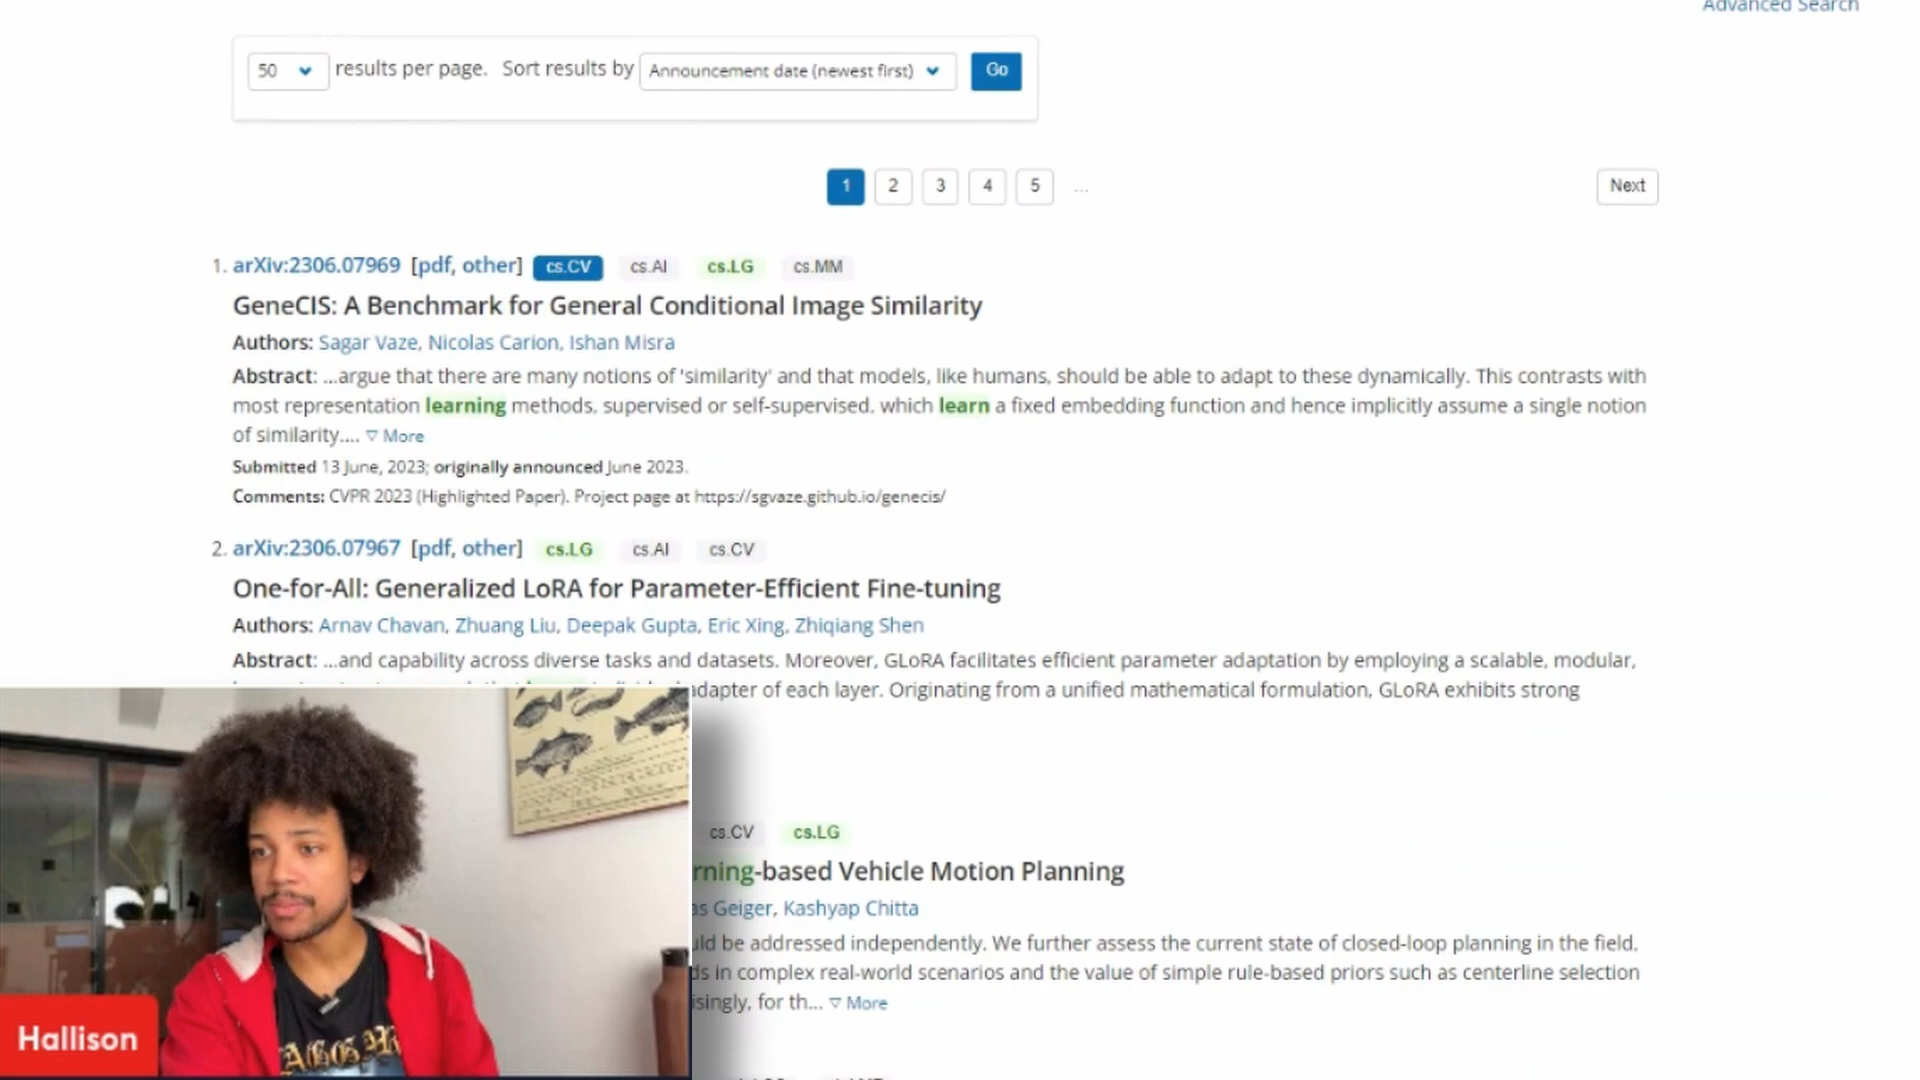 Advanced Search
50 results per page. Sort results by Announcement date (newest first) Go
1 2 3 4 5 ... Next
1. arXiv:2306.07969 [pdf, other] cs.CV cs.AI cs.LG cs.MM
GeneCIS: A Benchmark for General Conditional Image Similarity
Authors: Sagar Vaze, Nicolas Carion, Ishan Misra
Abstract: ...argue that there are many notions of 'similarity' and that models, like humans, should be able to adapt to these dynamically. This contrasts with
most representation learning methods, supervised or self-supervised, which learn a fixed embedding function and hence implicitly assume a single notion
of similarity.... ▽ More
Submitted 13 June, 2023; originally announced June 2023.
Comments: CVPR 2023 (Highlighted Paper). Project page at https://sgvaze.github.io/genecis/
2. arXiv:2306.07967 [pdf, other] cs.LG cs.AI cs.CV
One-for-All: Generalized LoRA for Parameter-Efficient Fine-tuning
Authors: Arnav Chavan, Zhuang Liu, Deepak Gupta, Eric Xing, Zhiqiang Shen
Abstract: ...and capability across diverse tasks and datasets. Moreover, GLoRA facilitates efficient parameter adaptation by employing a scalable, modular,
adapter of each layer. Originating from a unified mathematical formulation, GLoRA exhibits strong
cs.CV cs.LG
rning-based Vehicle Motion Planning
as Geiger, Kashyap Chitta
uld be addressed independently. We further assess the current state of closed-loop planning in the field,
ds in complex real-world scenarios and the value of simple rule-based priors such as centerline selection
isingly, for th... ▽ More
Hallison